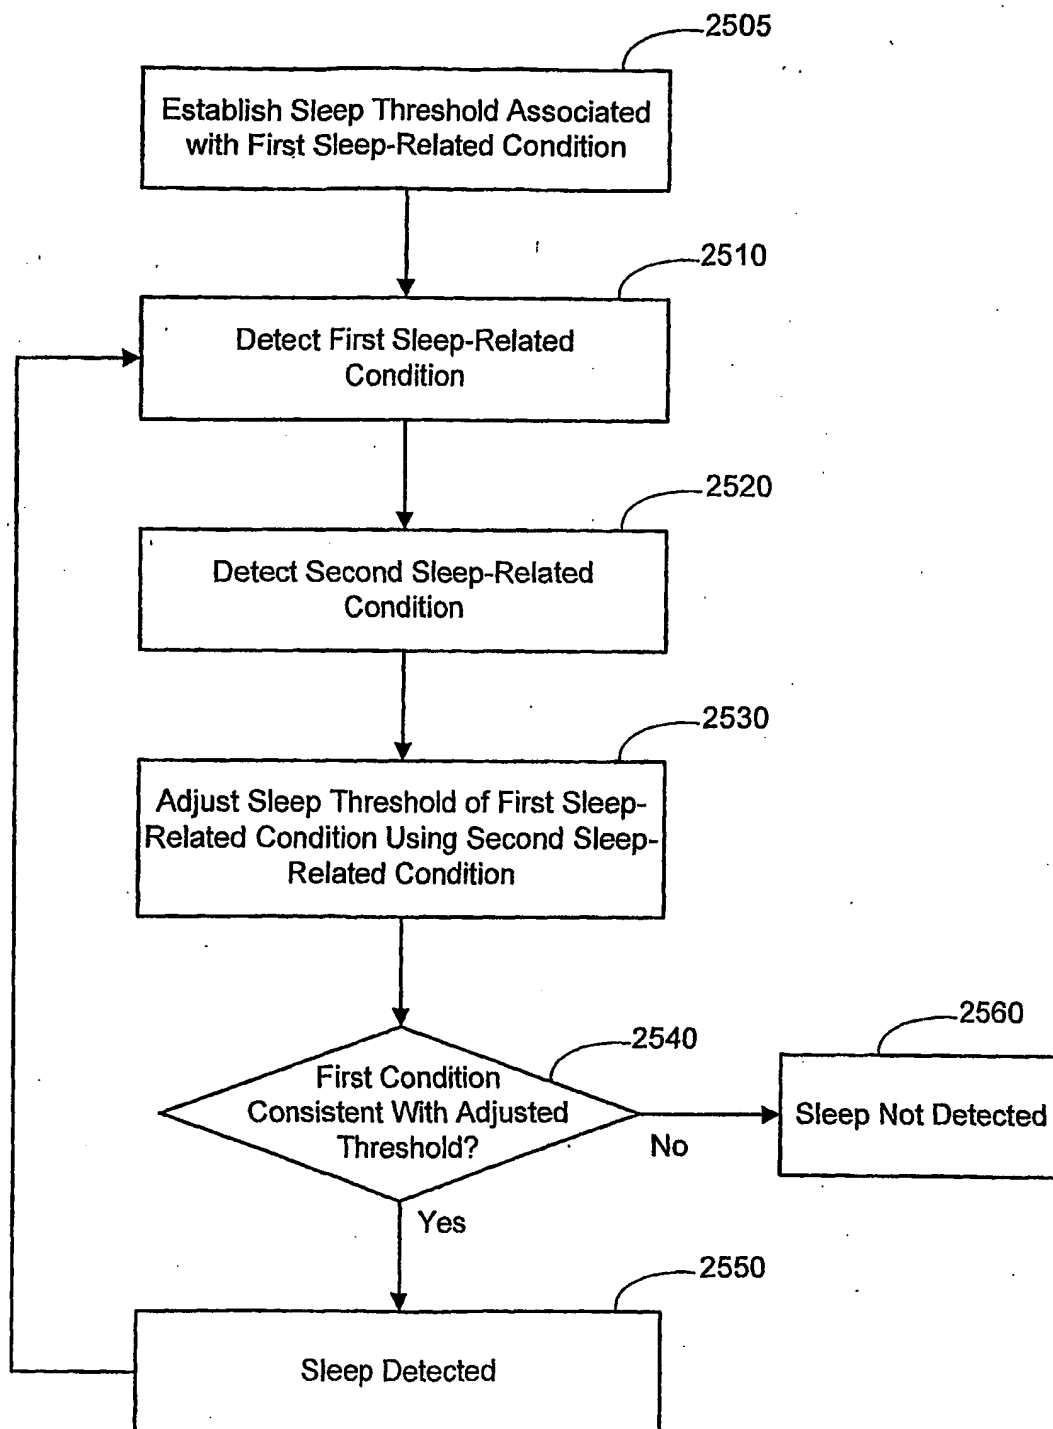 2505
Establish Sleep Threshold Associated
with First Sleep-Related Condition
2510
Detect First Sleep-Related
Condition
2520
Detect Second Sleep-Related
Condition
2530
Adjust Sleep Threshold of First Sleep-
Related Condition Using Second Sleep-
Related Condition
2540
First Condition
Consistent With Adjusted
Threshold?
No
2560
Sleep Not Detected
Yes
2550
Sleep Detected